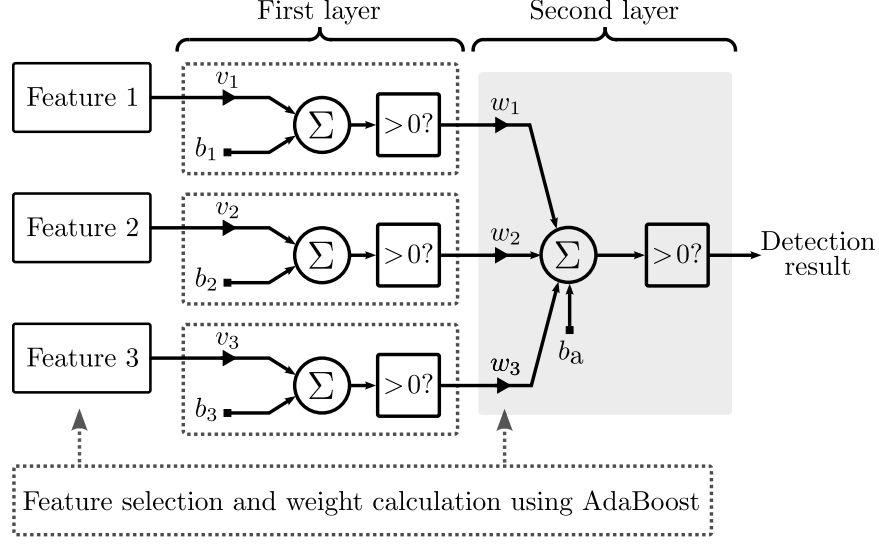 First layer
Second layer
Feature 1
v₁
b₁
Σ
>0?
w₁
Feature 2
v₂
b₂
Σ
>0?
w₂
Σ
>0?
Detection
result
bₐ
Feature 3
v₃
b₃
Σ
>0?
w₃
Feature selection and weight calculation using AdaBoost